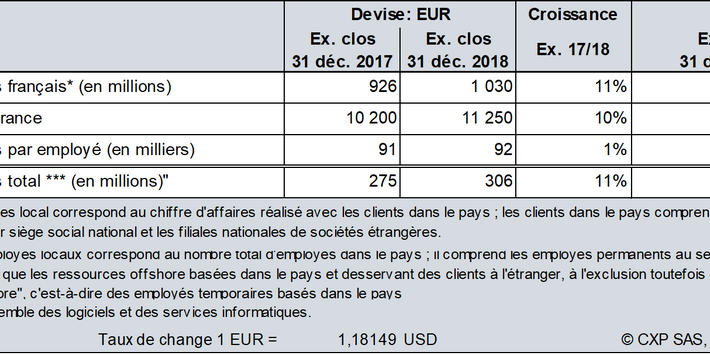 Devise: EUR Croissance
Ex. clos Ex. clos Ex. 17/18
31 déc. 2017 31 déc. 2018 31 d
français* (en millions) 926 1 030 11%
rance 10 200 11 250 10%
par employé (en milliers) 91 92 1%
total *** (en millions)" 275 306 11%
es local correspond au chiffre d'affaires réalisé avec les clients dans le pays ; les clients dans le pays compren
r siège social national et les filiales nationales de sociétés étrangères.
ployés locaux correspond au nombre total d'employés dans le pays ; il comprend les employés permanents au se
que les ressources offshore basées dans le pays et desservant des clients à l'étranger, à l'exclusion toutefois
ore", c'est-à-dire des employés temporaires basés dans le pays
emble des logiciels et des services informatiques.
Taux de change 1 EUR = 1,18149 USD © CXP SAS,